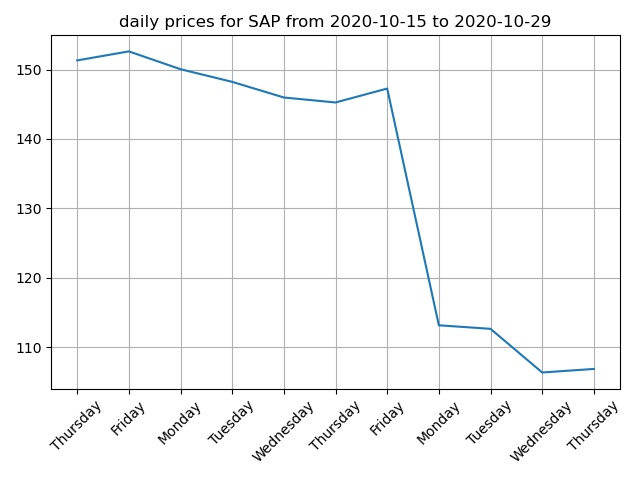 daily prices for SAP from 2020-10-15 to 2020-10-29
150
140
130
120
110
Thursday
Friday
Monday
Tuesday
Wednesday
Thursday
Friday
Monday
Tuesday
Wednesday
Thursday